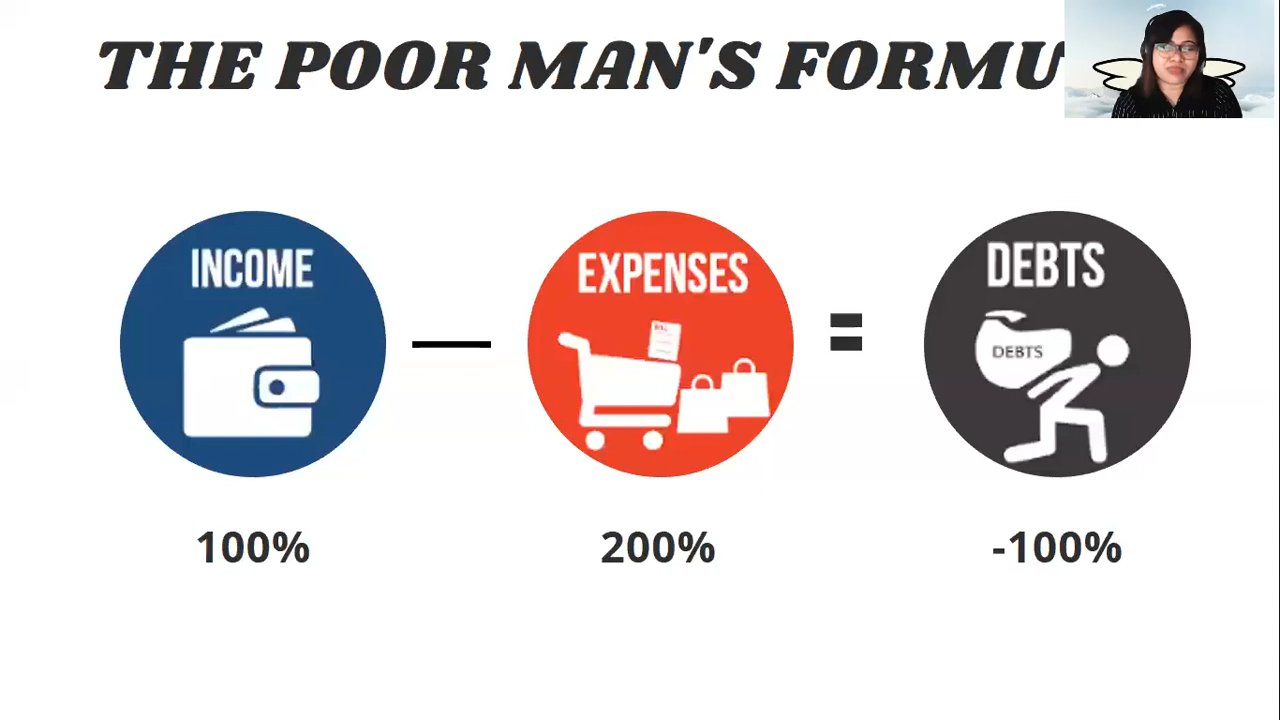 THE POOR MAN'S FORMU
INCOME
EXPENSES
DEBTS
DEBTS
100%
200%
-100%